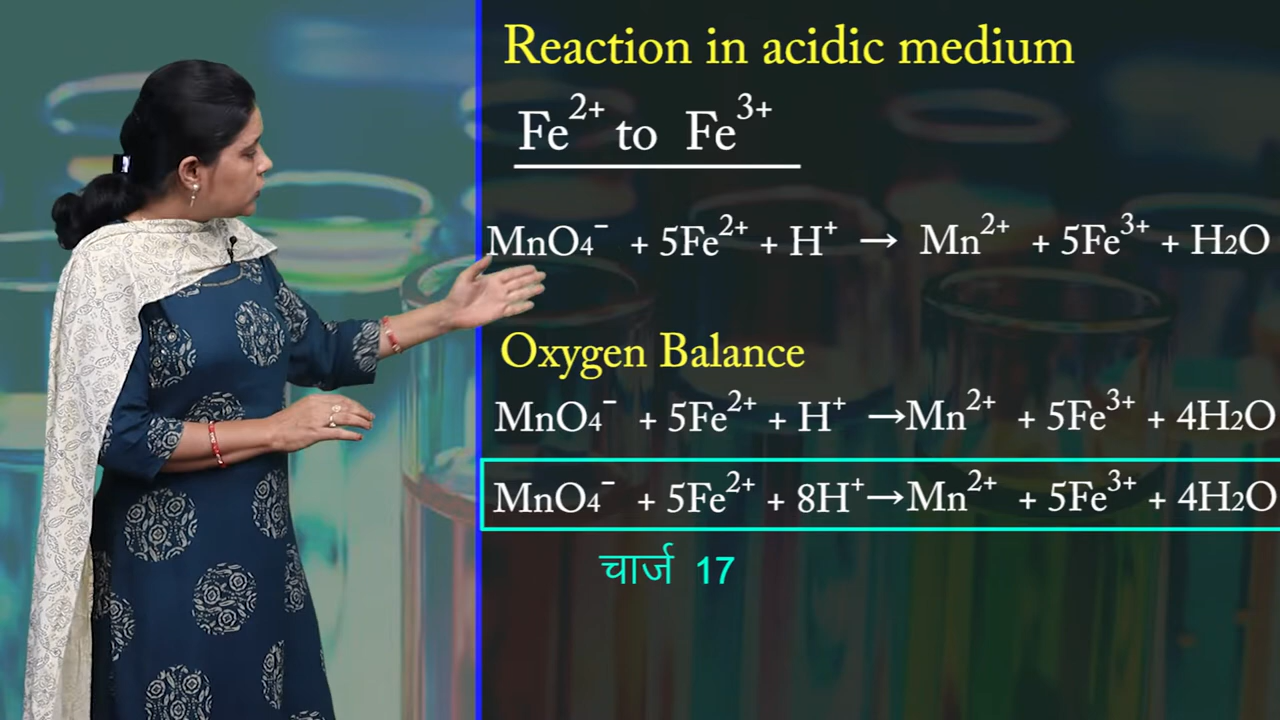 Reaction in acidic medium
Fe²⁺ to Fe³⁺
MnO₄⁻ + 5Fe²⁺ + H⁺ → Mn²⁺ + 5Fe³⁺ + H₂O
Oxygen Balance
MnO₄⁻ + 5Fe²⁺ + H⁺ →Mn²⁺ + 5Fe³⁺ + 4H₂O
MnO₄⁻ + 5Fe²⁺ + 8H⁺→Mn²⁺ + 5Fe³⁺ + 4H₂O
चार्ज 17